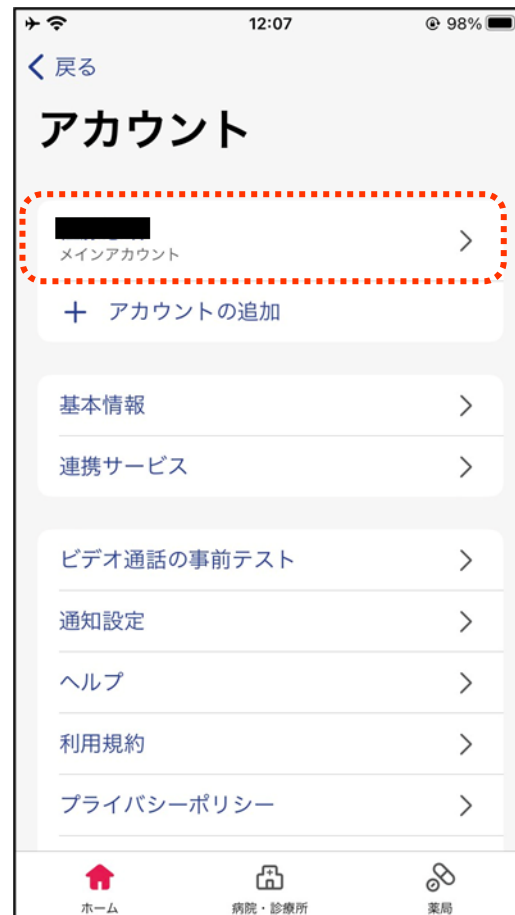 12:07
98%
戻る
アカウント
メインアカウント
＋ アカウントの追加
基本情報
連携サービス
ビデオ通話の事前テスト
通知設定
ヘルプ
利用規約
プライバシーポリシー
ホーム
病院・診療所
薬局